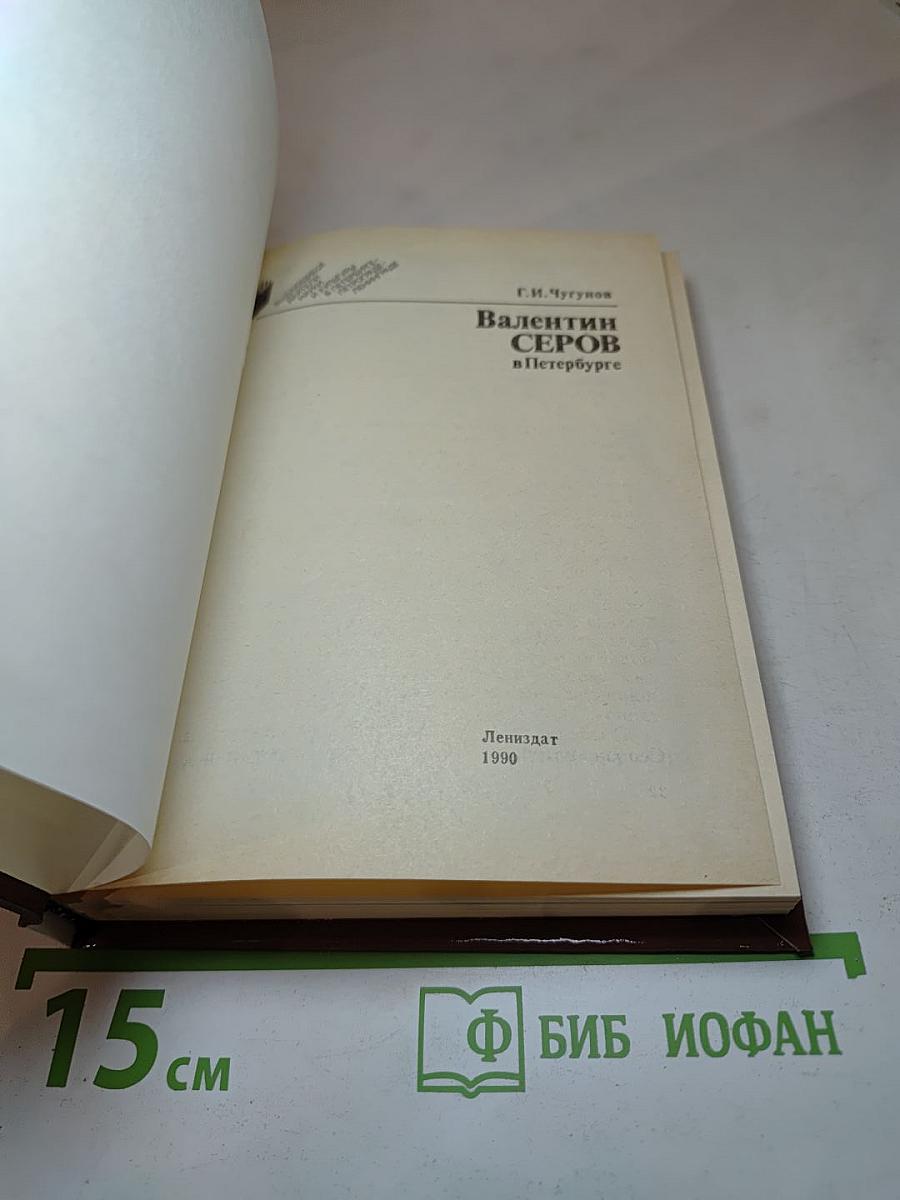 Г.И.Чугунов
Валентин
СЕРОВ
в Петербурге
Лениздат
1990
15 см
Ф БИБ ИОФАН